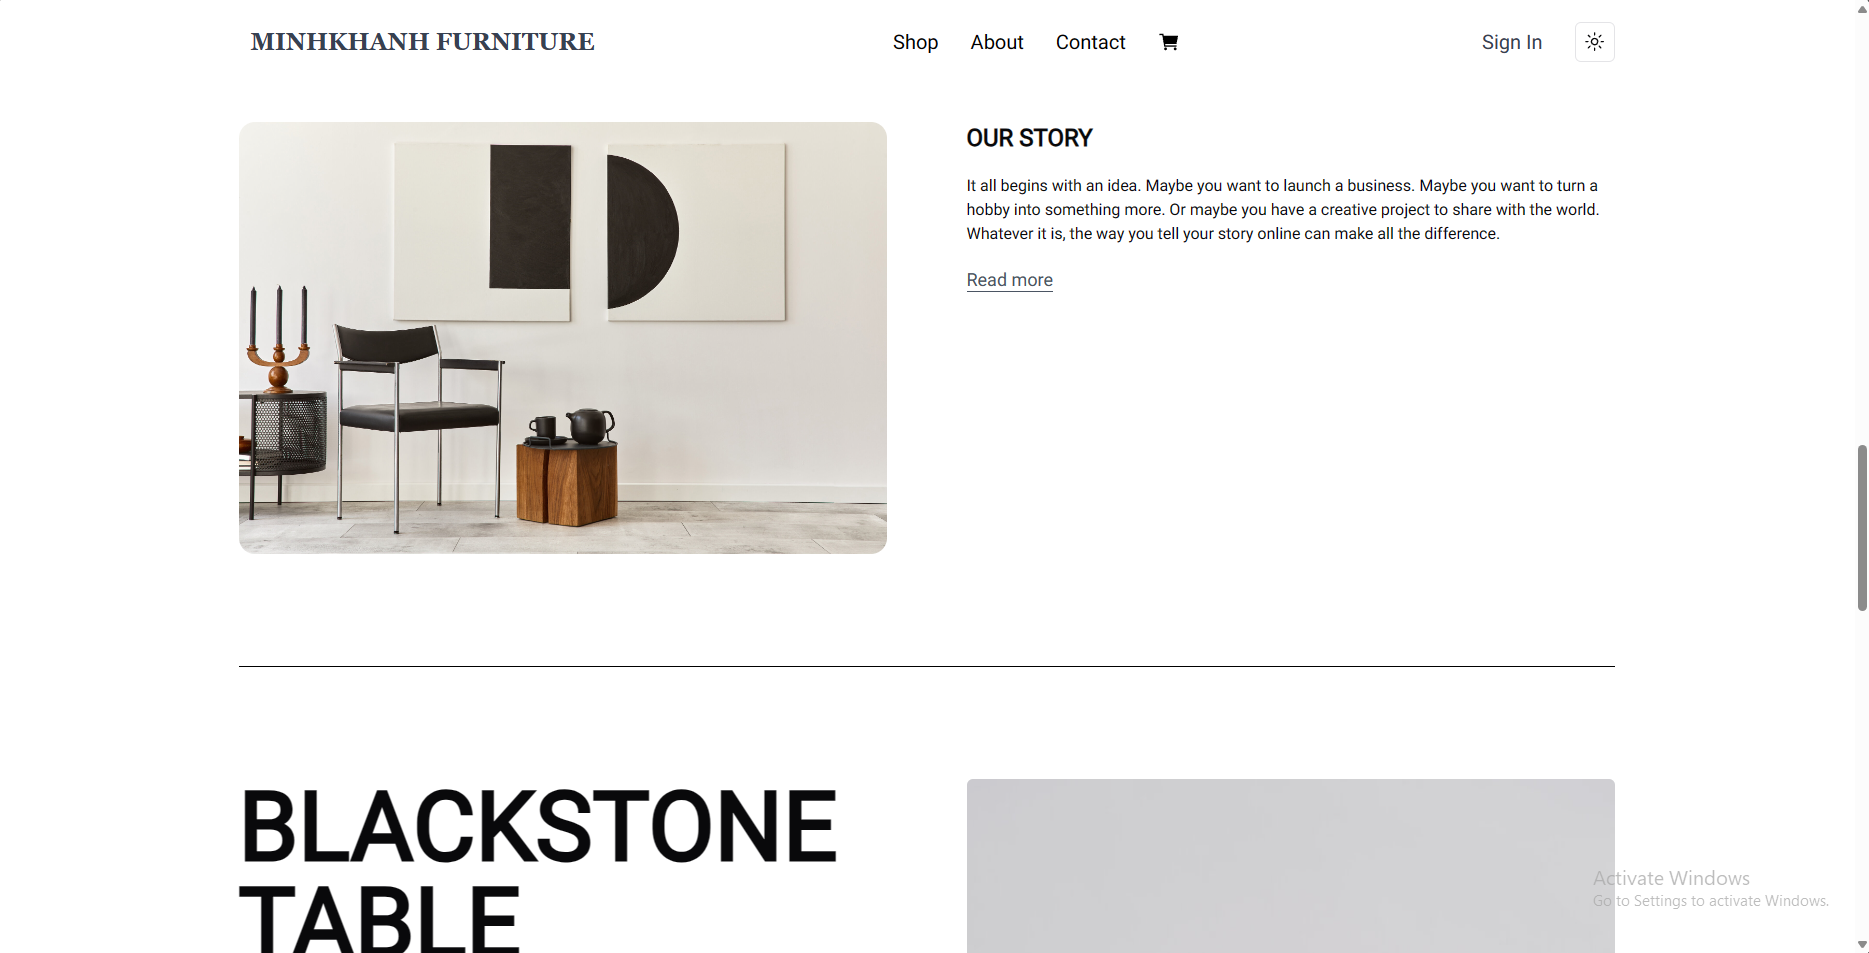 MINHKHANH FURNITURE
Shop About Contact
Sign In
OUR STORY
It all begins with an idea. Maybe you want to launch a business. Maybe you want to turn a
hobby into something more. Or maybe you have a creative project to share with the world.
Whatever it is, the way you tell your story online can make all the difference.
Read more
BLACKSTONE
TABLE
Activate Windows
Go to Settings to activate Windows.